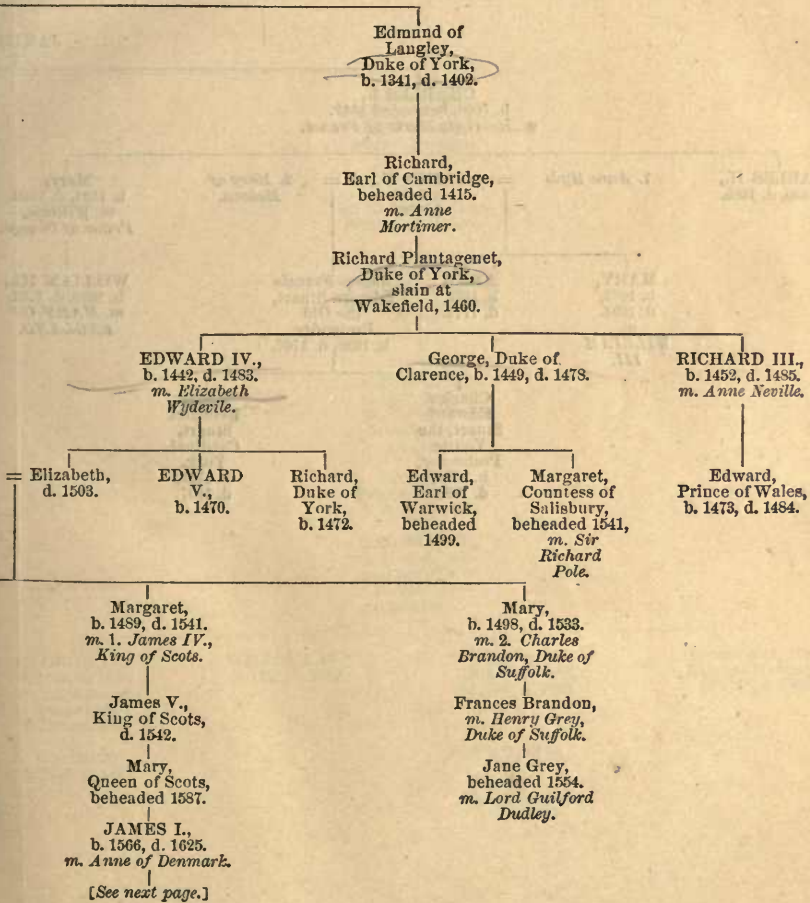 Edmund of
Langley,
Duke of York,
b. 1341, d. 1402.
Richard,
Earl of Cambridge,
beheaded 1415.
m. Anne
Mortimer.
Richard Plantagenet,
Duke of York,
slain at
Wakefield, 1460.
EDWARD IV.,
b. 1442, d. 1483.
m. Elizabeth
Wydevile.
George, Duke of
Clarence, b. 1449, d. 1478.
RICHARD III.,
b. 1452, d. 1485.
m. Anne Neville.
= Elizabeth,
d. 1503.
EDWARD
V.,
b. 1470.
Richard,
Duke of
York,
b. 1472.
Edward,
Earl of
Warwick,
beheaded
1499.
Margaret,
Countess of
Salisbury,
beheaded 1541,
m. Sir
Richard
Pole.
Edward,
Prince of Wales,
b. 1473, d. 1484.
Margaret,
b. 1489, d. 1541.
m. 1. James IV.,
King of Scots.
Mary,
b. 1498, d. 1533.
m. 2. Charles
Brandon, Duke of
Suffolk.
James V.,
King of Scots,
d. 1542.
Frances Brandon,
m. Henry Grey,
Duke of Suffolk.
Mary,
Queen of Scots,
beheaded 1587.
Jane Grey,
beheaded 1554.
m. Lord Guilford
Dudley.
JAMES I.,
b. 1566, d. 1625.
m. Anne of Denmark.
[See next page.]